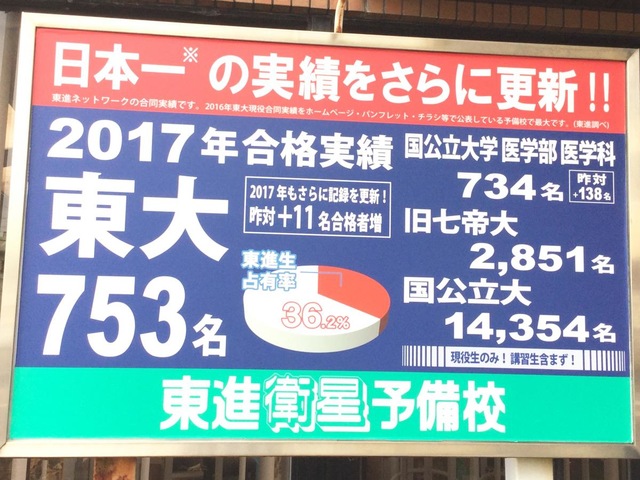 日本一※の実績をさらに更新!!
東進ネットワークの合同実績です。2016年東大現役合同実績をホームページ・パンフレット・チラシ等で公表している予備校で最大です。(東進調べ)
2017年合格実績
東大
753名
2017年もさらに記録を更新!
昨対+11名合格者増
東進生
占有率
36.2%
国公立大学 医学部 医学科
734名
昨対
+138名
旧七帝大
2,851名
国公立大
14,354名
現役生のみ!講習生含まず!
東進衛星予備校